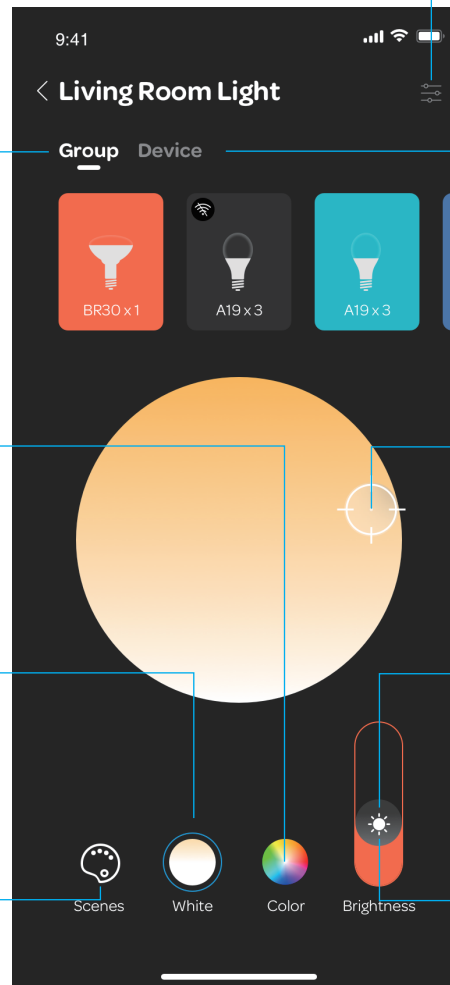 9:41
Living Room Light
Group Device
BR30 x 1
A19 x 3
A19 x 3
Scenes
White
Color
Brightness